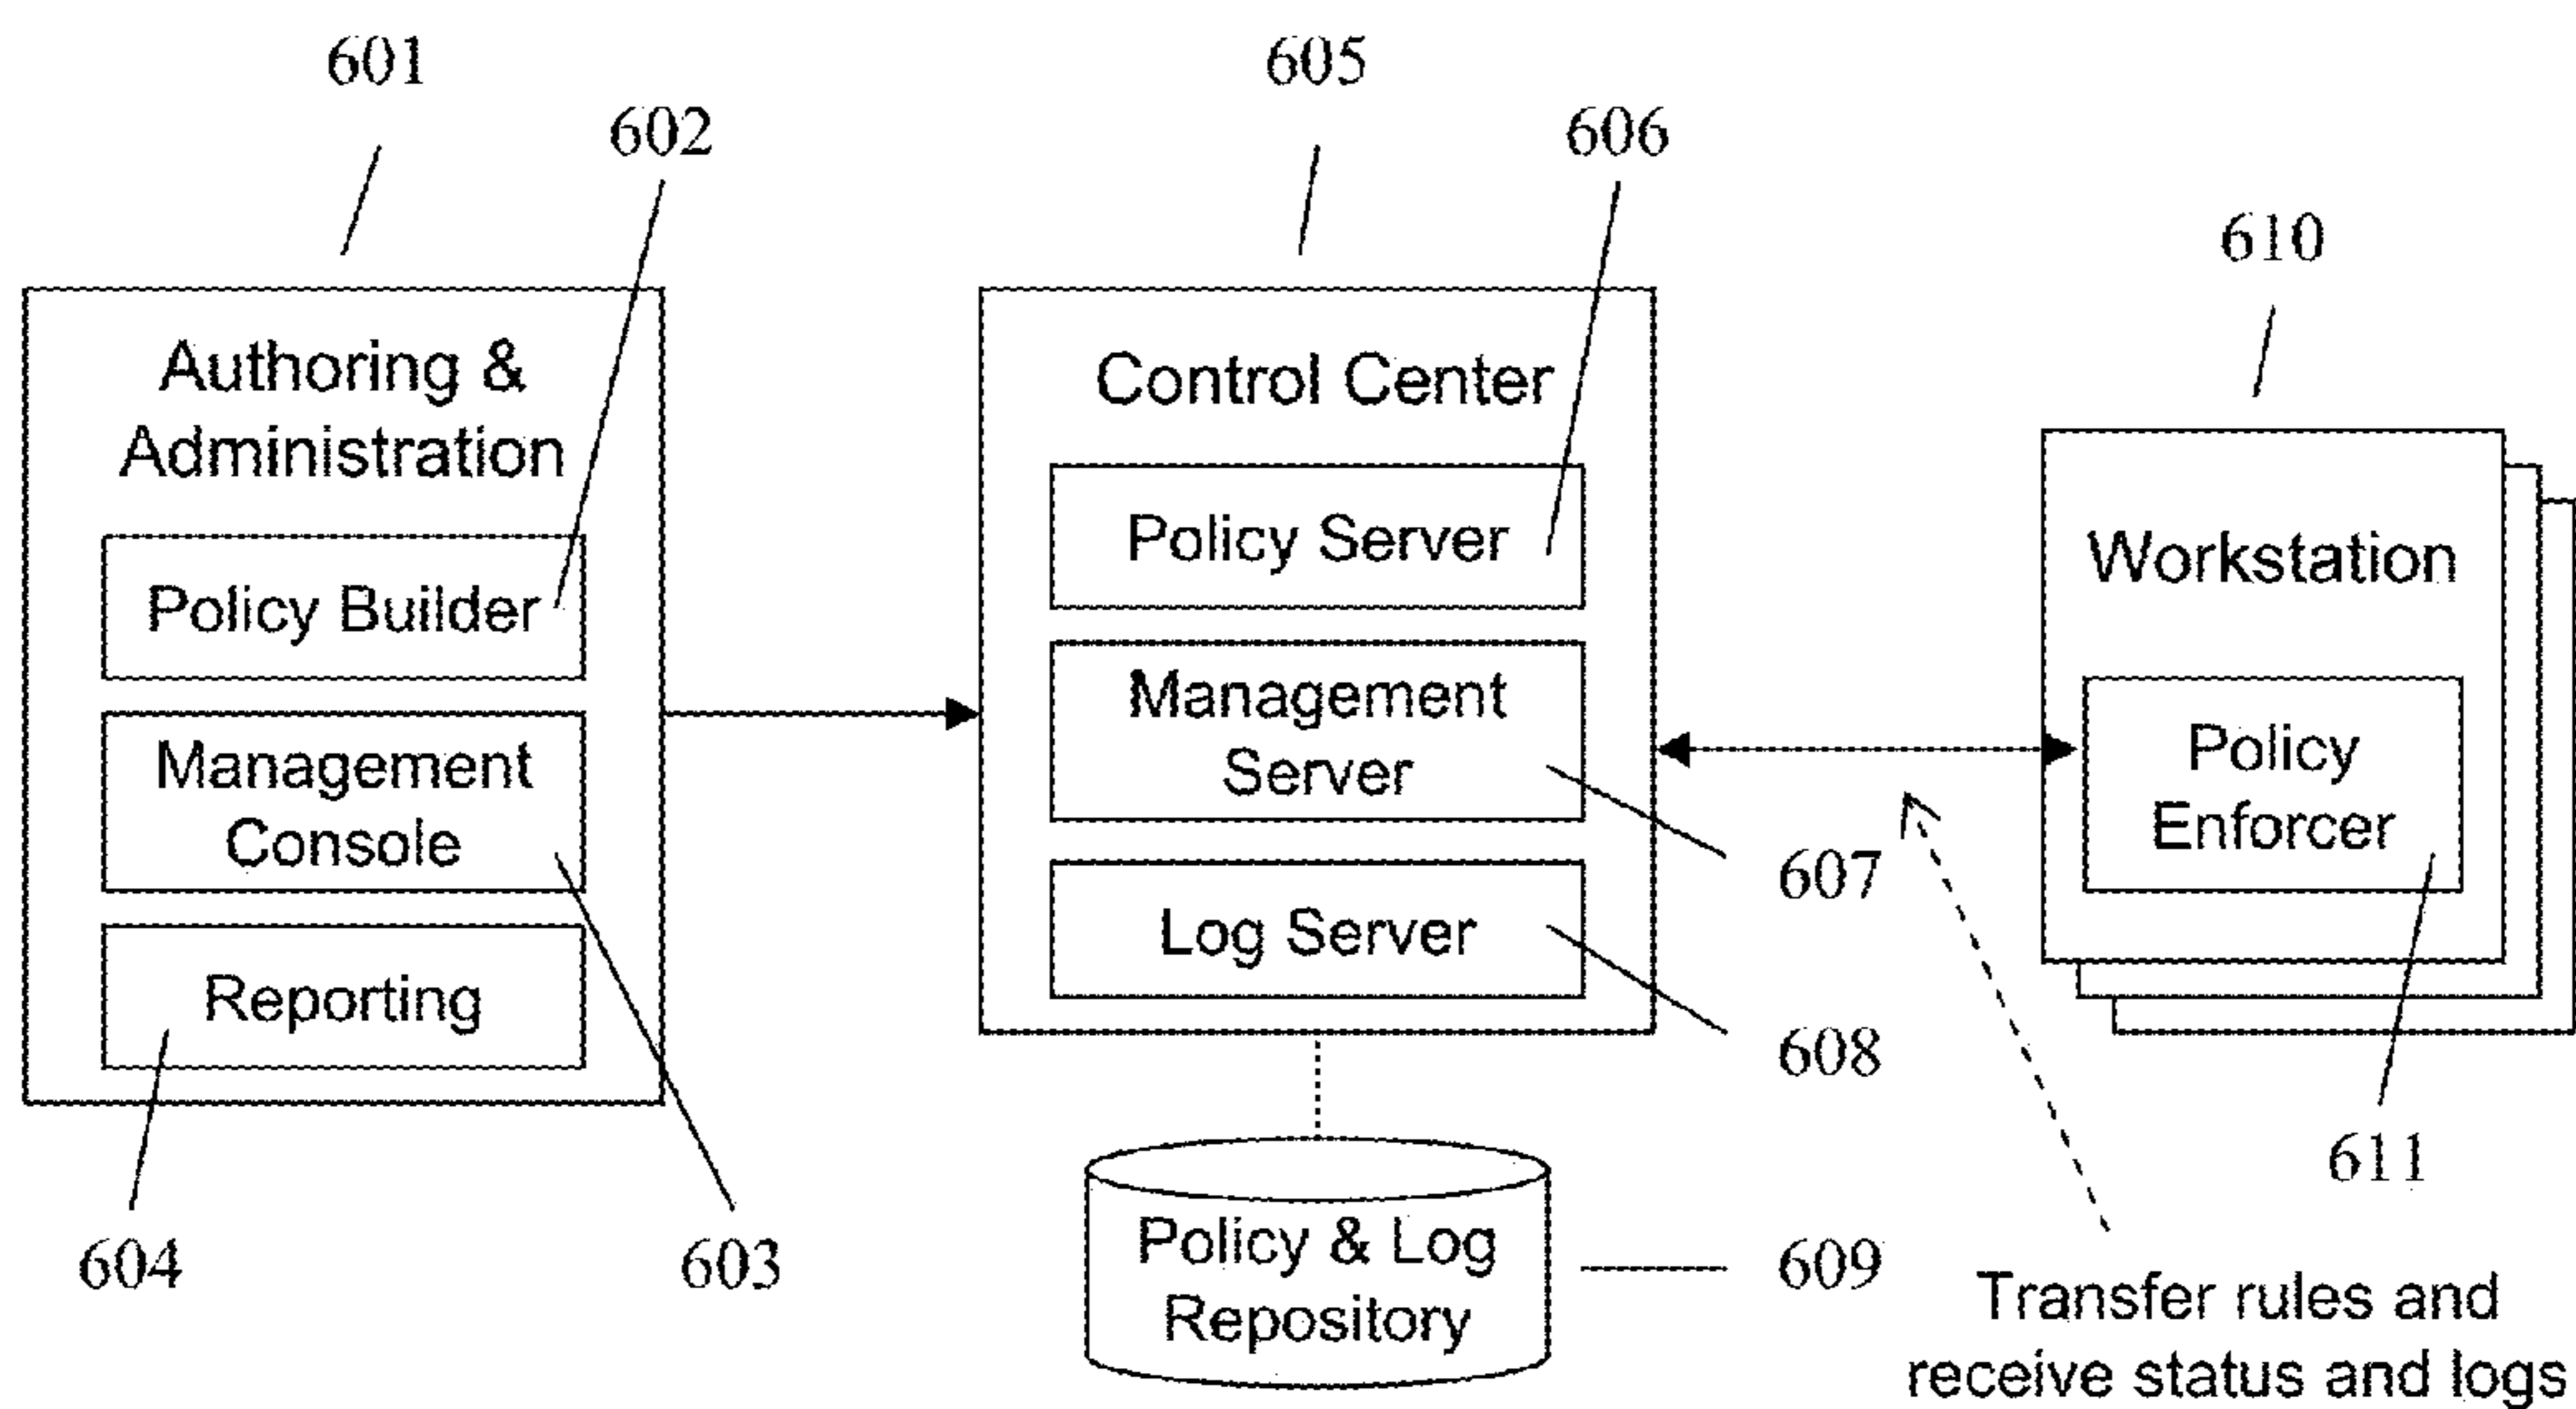 601
602
Authoring &
Administration
Policy Builder
Management
Console
Reporting
604
603
605
606
Control Center
Policy Server
Management
Server
Log Server
607
608
Policy & Log
Repository
609
610
Workstation
Policy
Enforcer
611
Transfer rules and
receive status and logs